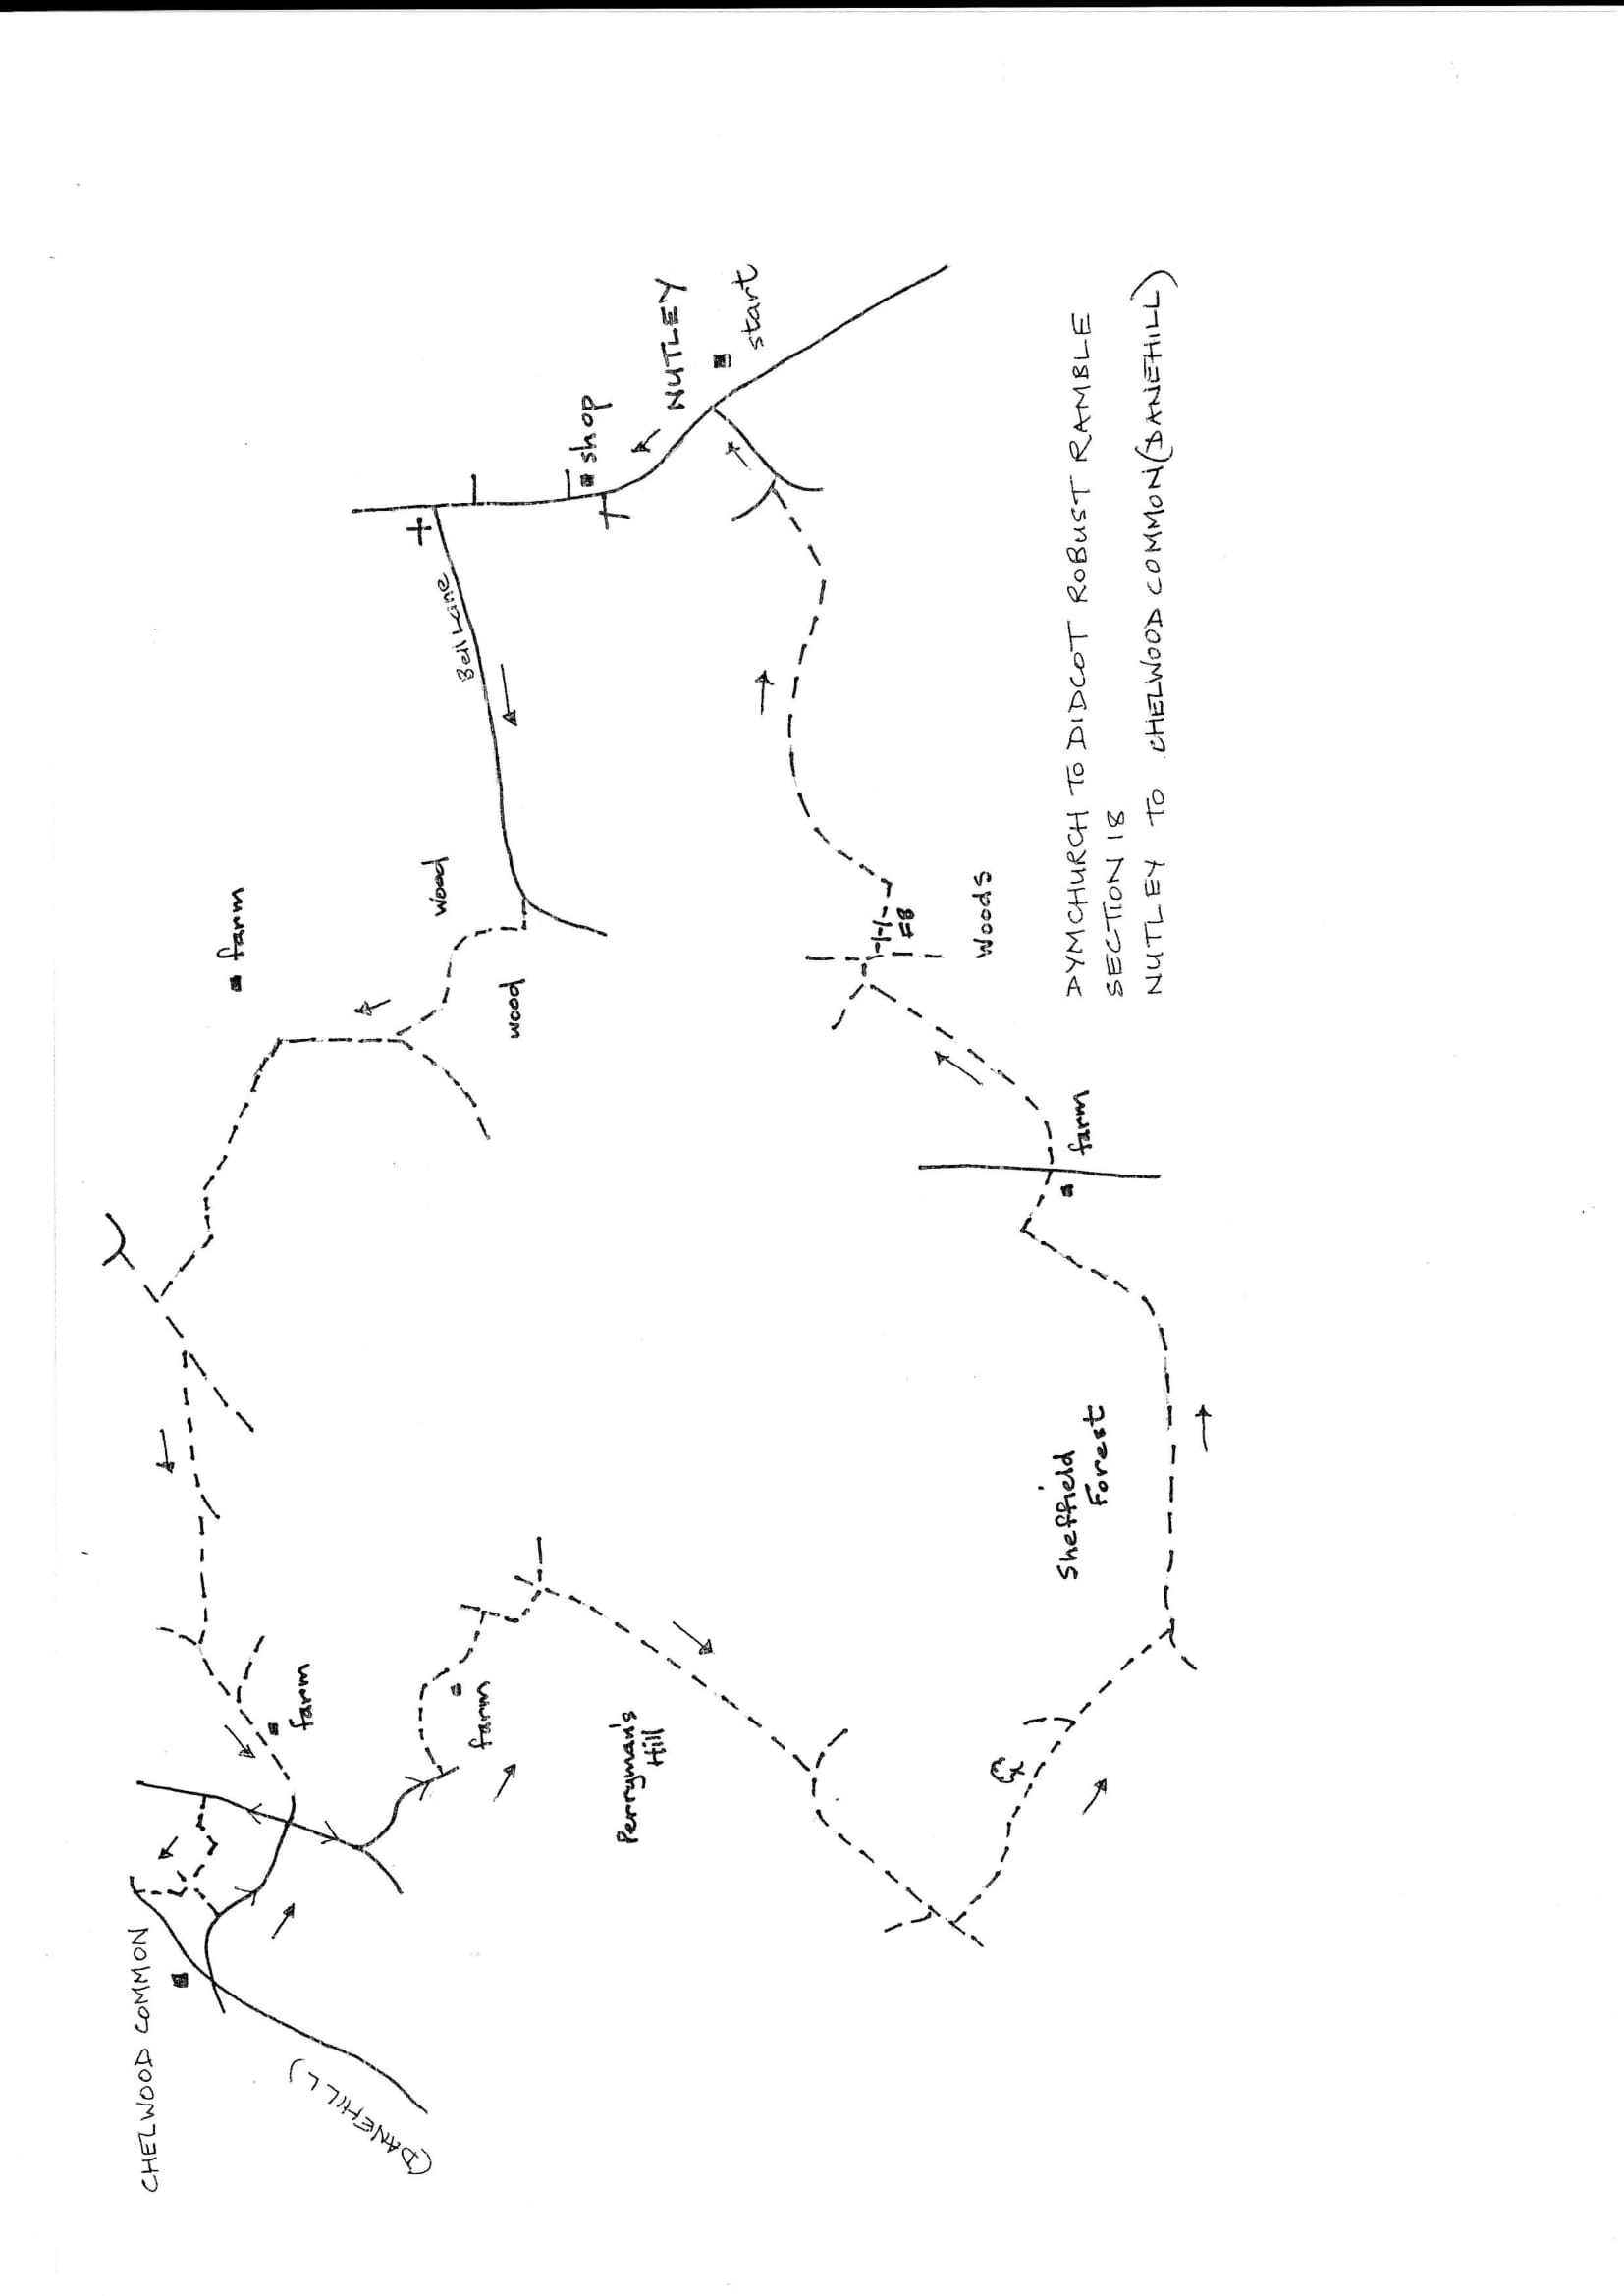 CHELWOOD COMMON
(DANEHILL)
farm
farm
wood
Bell Lane
wood
farm
shop
Perryman's
Hill
NUTLEY
start
FB
Woods
Sheffield
Forest
farm
DYMCHURCH TO DIDCOT ROBUST RAMBLE
SECTION 18
NUTLEY TO CHELWOOD COMMON (DANEHILL)